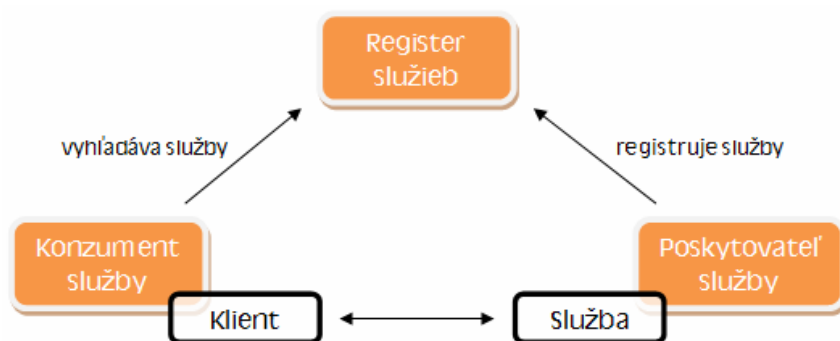 Register
služieb
vyhľadáva služby
registruje služby
Konzument
služby
Poskytovateľ
služby
Klient
Služba